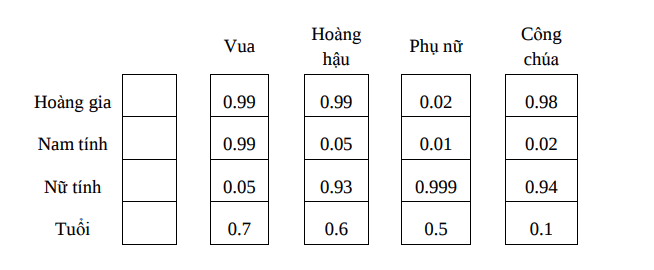 Vua Hoàng hậu Phụ nữ Công chúa
Hoàng gia 0.99 0.99 0.02 0.98
Nam tính 0.99 0.05 0.01 0.02
Nữ tính 0.05 0.93 0.999 0.94
Tuổi 0.7 0.6 0.5 0.1